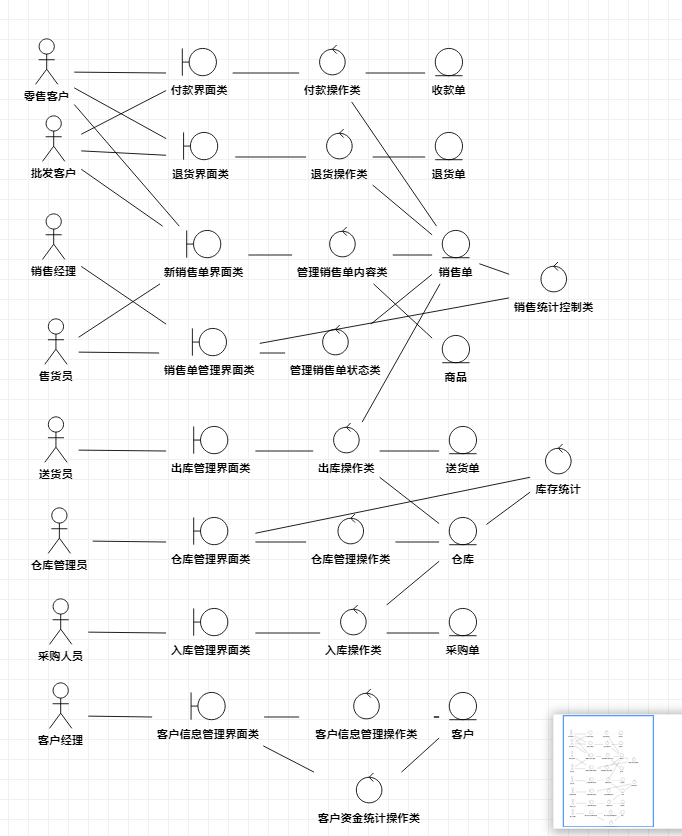 零售客户
付款界面类
付款操作类
收款单
批发客户
退货界面类
退货操作类
退货单
销售经理
新销售单界面类
管理销售单内容类
销售单
销售统计控制类
售货员
销售单管理界面类
管理销售单状态类
商品
送货员
出库管理界面类
出库操作类
送货单
库存统计
仓库管理员
仓库管理界面类
仓库管理操作类
仓库
采购人员
入库管理界面类
入库操作类
采购单
客户经理
客户信息管理界面类
客户信息管理操作类
客户
客户资金统计操作类